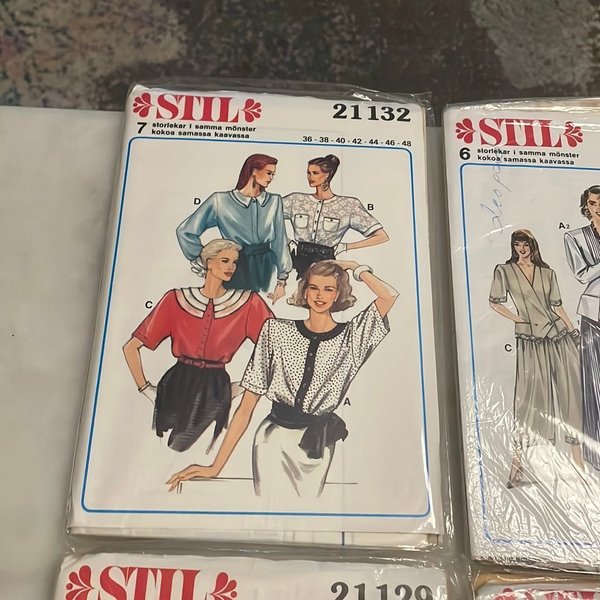 STIL 21132
7 storlekar i samma mönster
kokoa samassa kaavassa
36 - 38 - 40 - 42 - 44 - 46 - 48
D
B
C
A
STIL
6 storlekar i samma mönster
kokoa samassa kaavassa
A2
C
STIL 21129